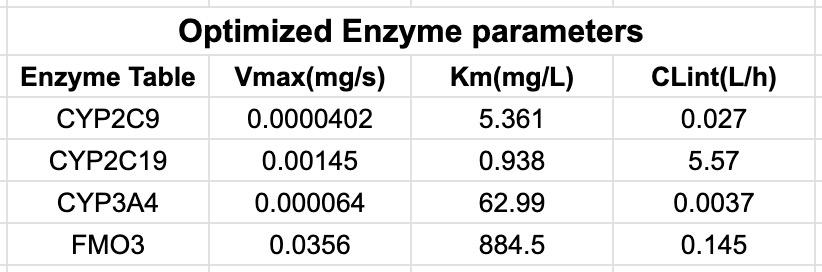 Optimized Enzyme parameters
Enzyme Table Vmax(mg/s) Km(mg/L) CLint(L/h)
CYP2C9 0.0000402 5.361 0.027
CYP2C19 0.00145 0.938 5.57
CYP3A4 0.000064 62.99 0.0037
FMO3 0.0356 884.5 0.145